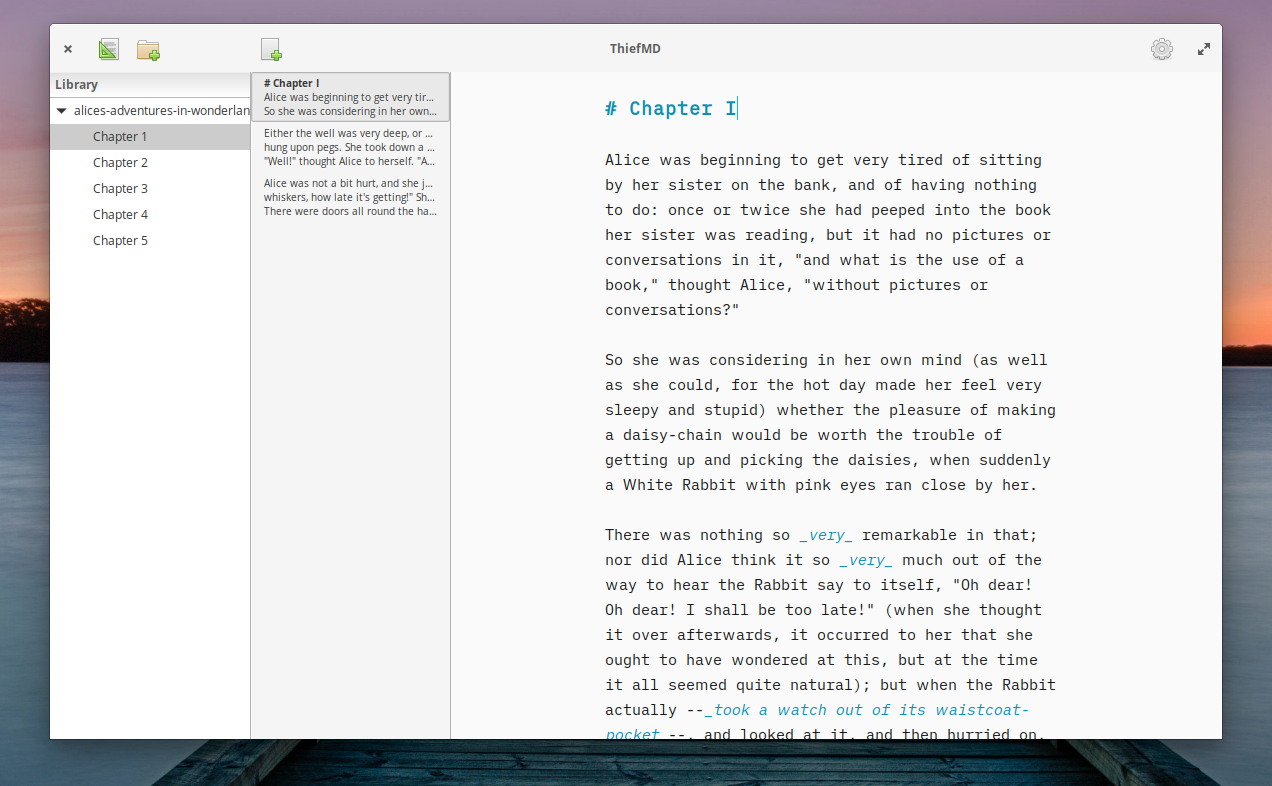 ThiefMD
Library
alices-adventures-in-wonderlan
Chapter 1
Chapter 2
Chapter 3
Chapter 4
Chapter 5
# Chapter I
Alice was beginning to get very tir...
So she was considering in her own...
Either the well was very deep, or ...
hung upon pegs. She took down a ...
"Well!" thought Alice to herself. "A...
Alice was not a bit hurt, and she j...
whiskers, how late it's getting!" Sh...
There were doors all round the ha...
# Chapter I
Alice was beginning to get very tired of sitting
by her sister on the bank, and of having nothing
to do: once or twice she had peeped into the book
her sister was reading, but it had no pictures or
conversations in it, "and what is the use of a
book," thought Alice, "without pictures or
conversations?"
So she was considering in her own mind (as well
as she could, for the hot day made her feel very
sleepy and stupid) whether the pleasure of making
a daisy-chain would be worth the trouble of
getting up and picking the daisies, when suddenly
a White Rabbit with pink eyes ran close by her.
There was nothing so _very_ remarkable in that;
nor did Alice think it so _very_ much out of the
way to hear the Rabbit say to itself, "Oh dear!
Oh dear! I shall be too late!" (when she thought
it over afterwards, it occurred to her that she
ought to have wondered at this, but at the time
it all seemed quite natural); but when the Rabbit
actually --_took a watch out of its waistcoat-
pocket_--, and looked at it, and then hurried on,